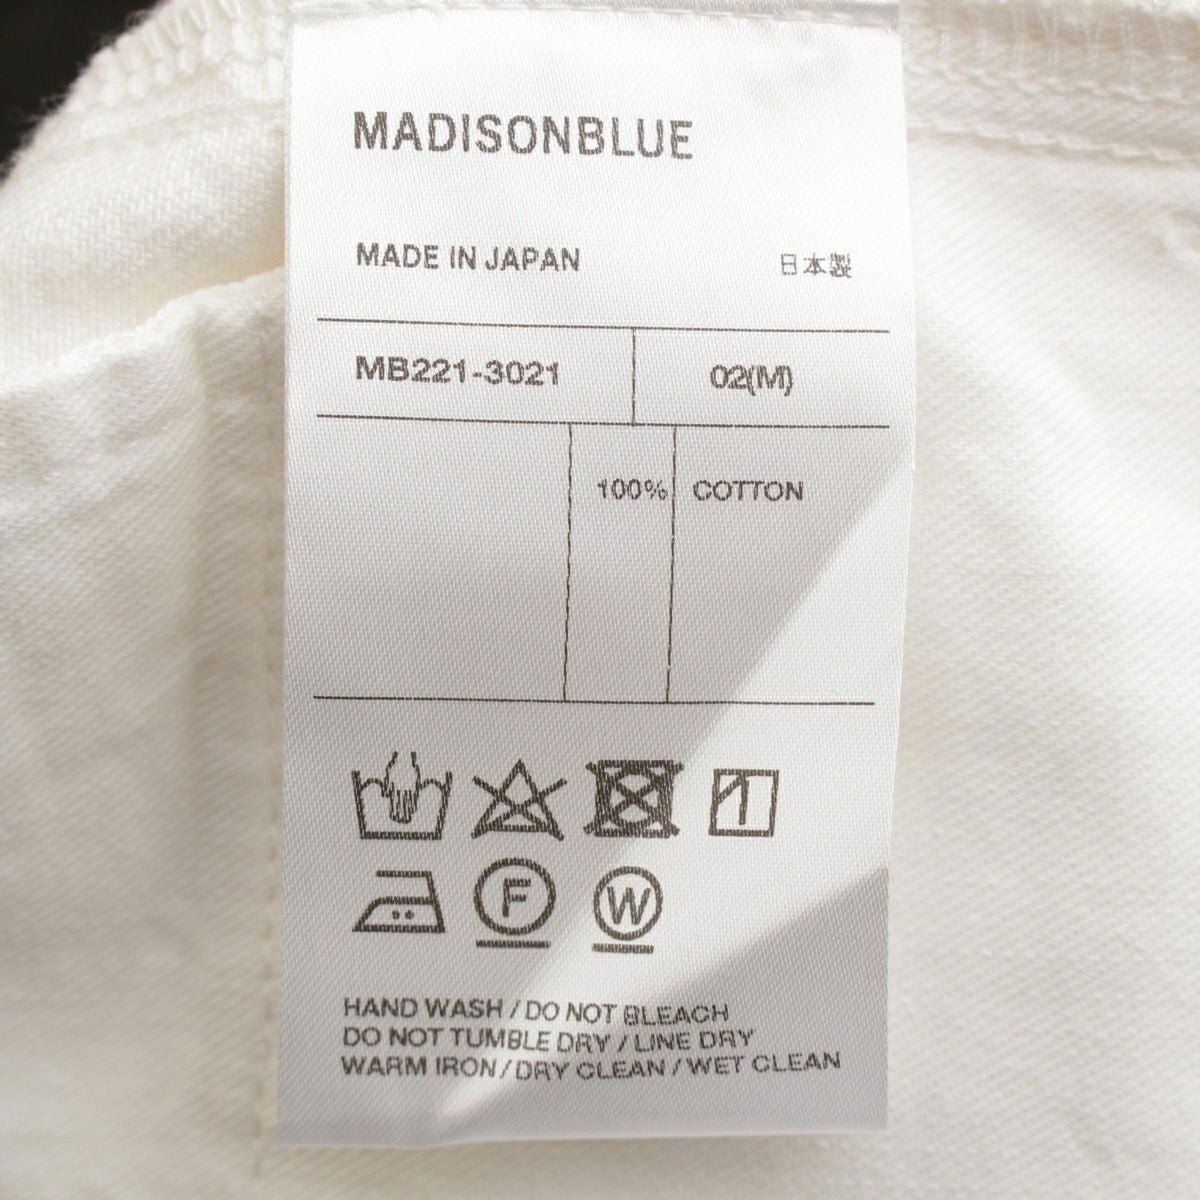 MADISONBLUE
MADE IN JAPAN 日本製
MB221-3021 02(M)
100% COTTON
F W
HAND WASH / DO NOT BLEACH
DO NOT TUMBLE DRY / LINE DRY
WARM IRON / DRY CLEAN / WET CLEAN